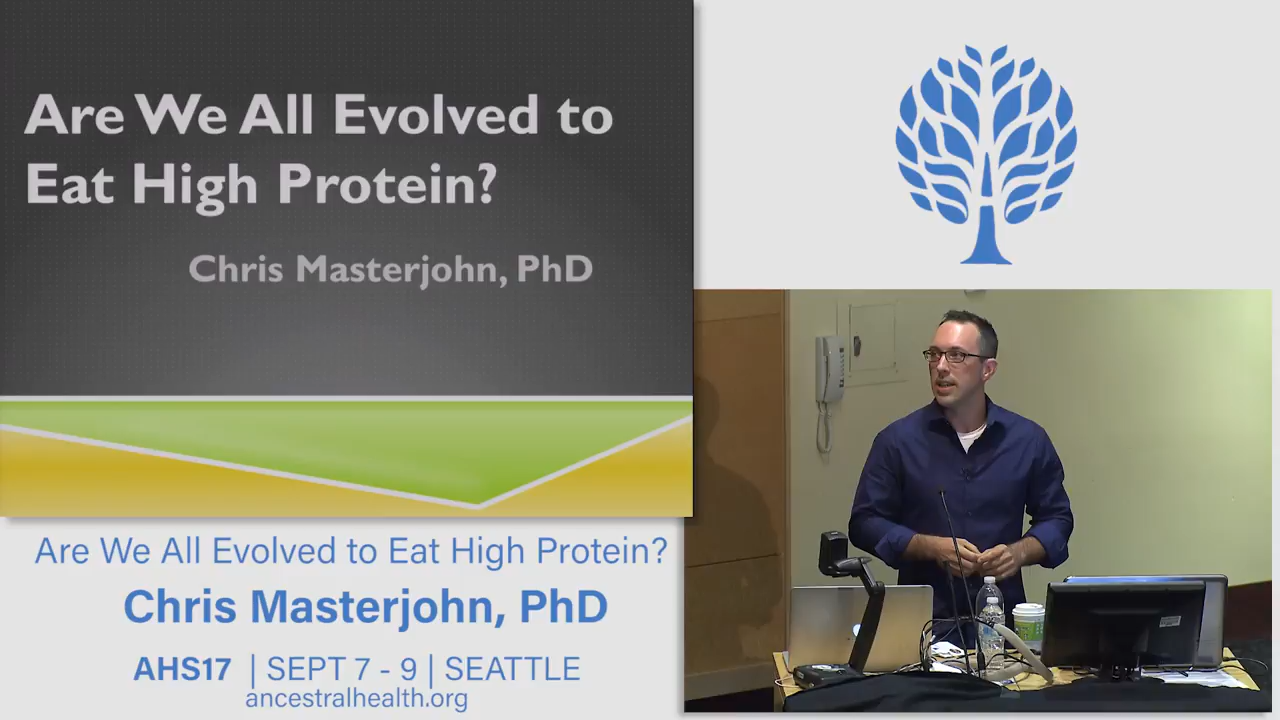 Are We All Evolved to
Eat High Protein?
Chris Masterjohn, PhD
Are We All Evolved to Eat High Protein?
Chris Masterjohn, PhD
AHS17 | SEPT 7 - 9 | SEATTLE
ancestralhealth.org